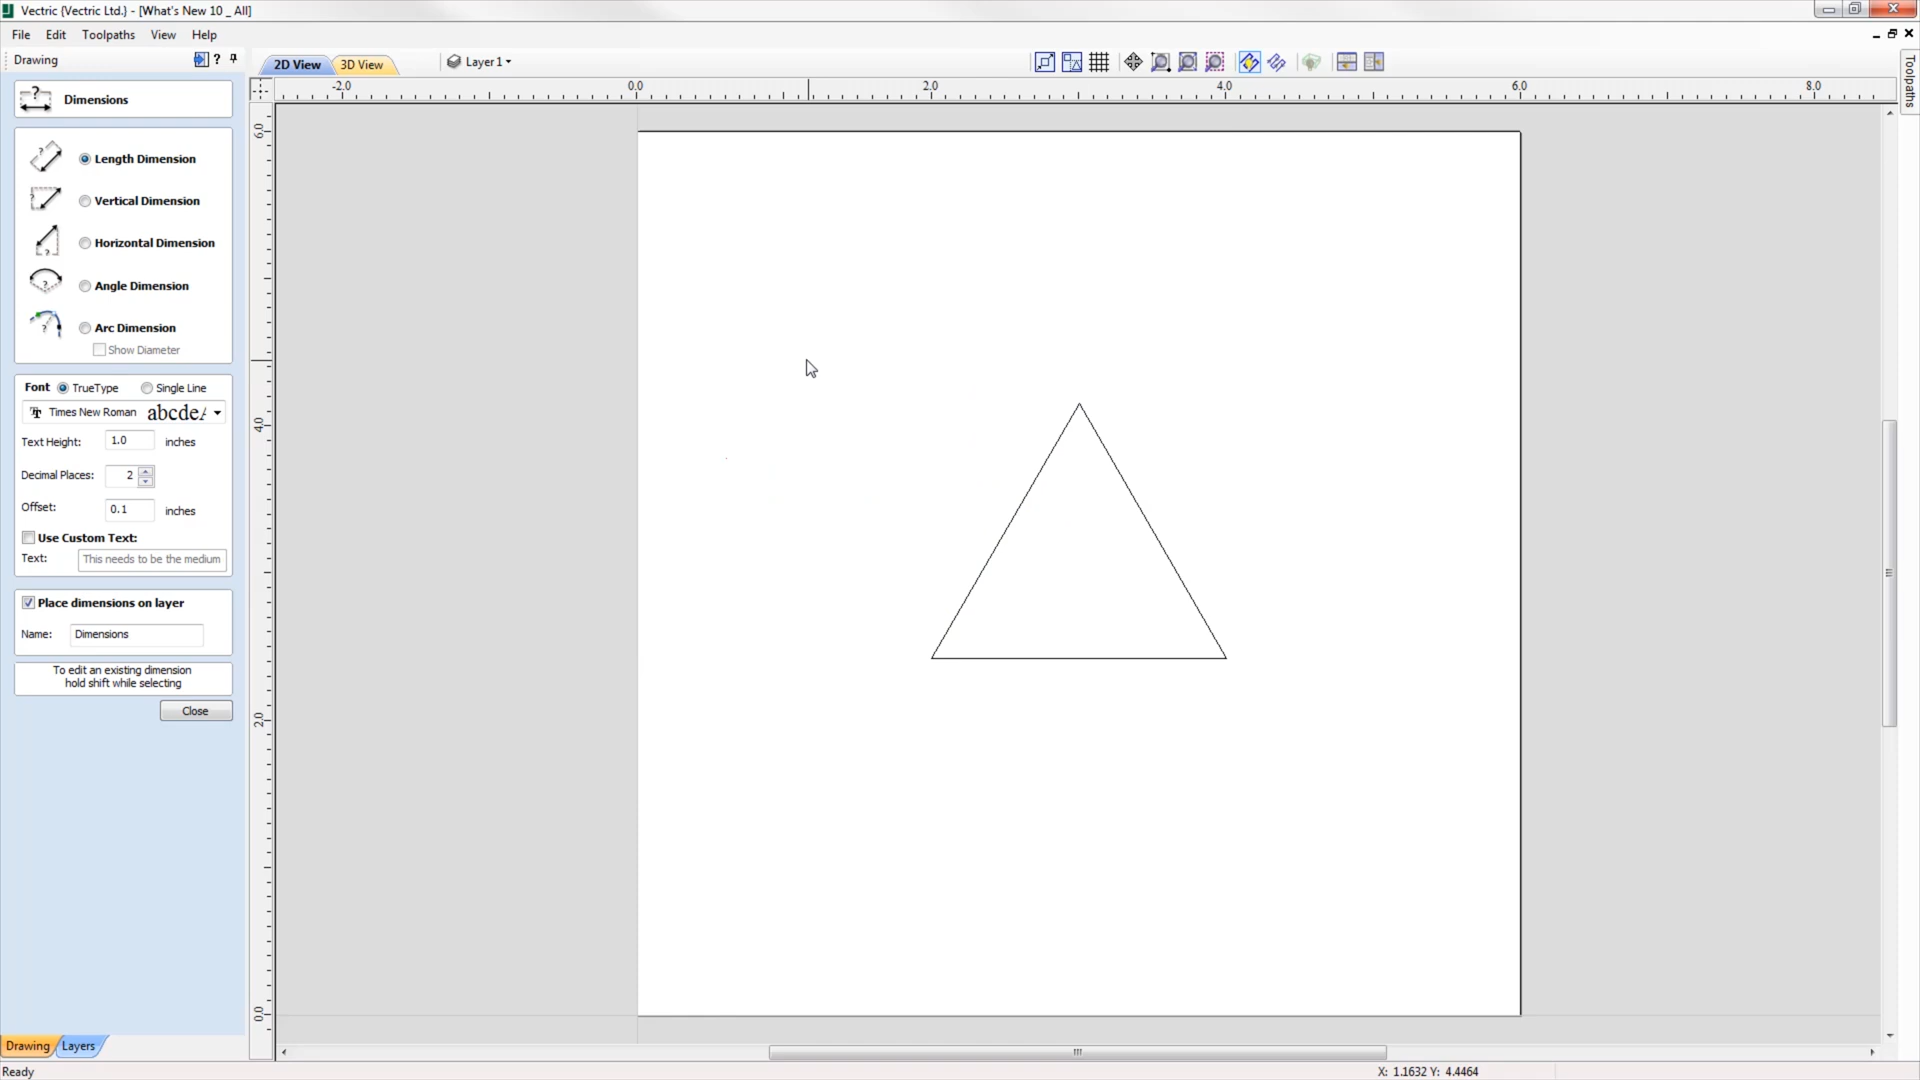 Vectric {Vectric Ltd.} - [What's New 10 _ All]
File Edit Toolpaths View Help
Drawing ?
2D View 3D View Layer 1
Toolpaths
-2.0 0.0 2.0 4.0 6.0 8.0
6.0
4.0
2.0
0.0
? Dimensions
? Length Dimension
? Vertical Dimension
? Horizontal Dimension
? Angle Dimension
? Arc Dimension
Show Diameter
Font TrueType Single Line
Times New Roman abcdeA
Text Height: 1.0 inches
Decimal Places: 2
Offset: 0.1 inches
Use Custom Text:
Text: This needs to be the medium
Place dimensions on layer
Name: Dimensions
To edit an existing dimension
hold shift while selecting
Close
Drawing Layers
Ready
X: 1.1632 Y: 4.4464